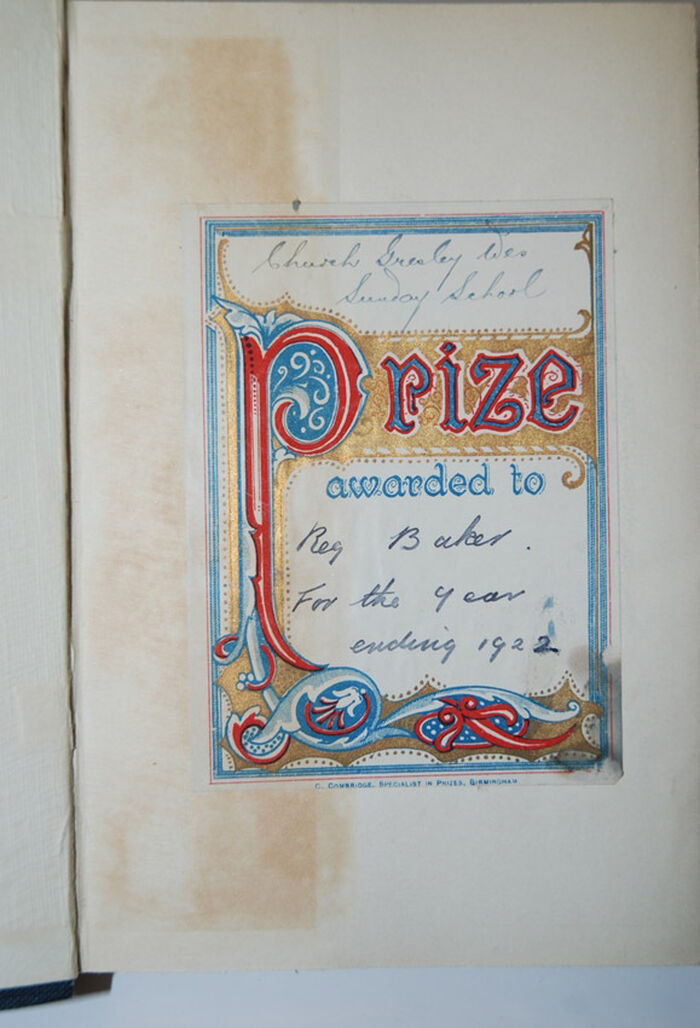 Church Gresley Wes
Sunday School
Prize
awarded to
Reg Baker.
For the year
ending 1922
C. Combridge, Specialist in Prizes, Birmingham